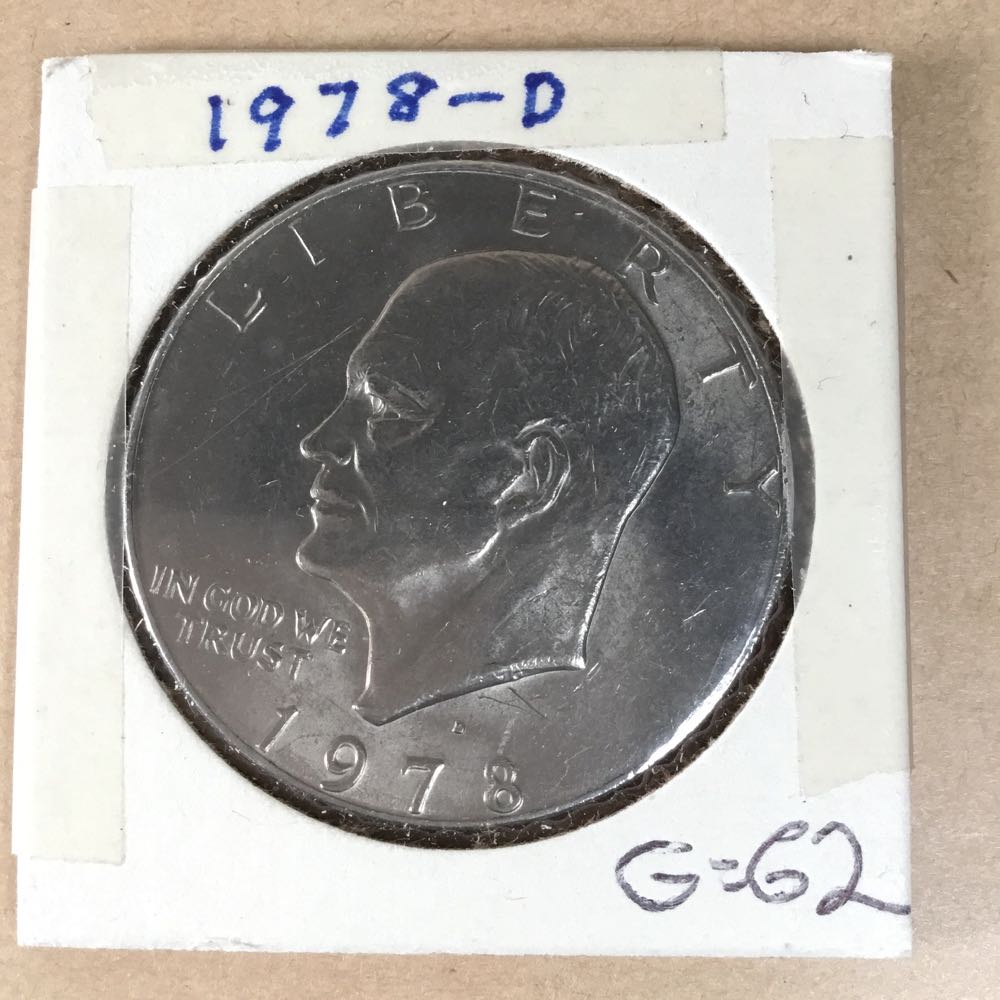 1978-D
LIBERTY
IN GOD WE
TRUST
D
1978
G=62